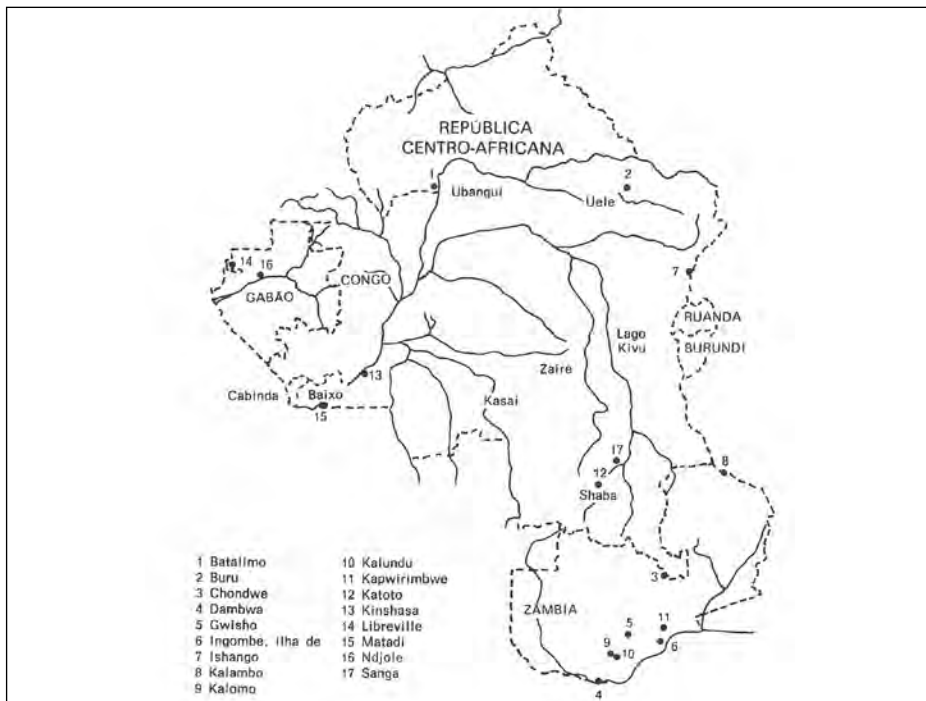 REPÚBLICA
CENTRO-AFRICANA
1
Ubangui
2
Uele
14
16
GABÃO
CONGO
7
RUANDA
BURUNDI
Lago
Kivu
Zaire
13
Cabinda
Baixo
15
Kasai
17
12
Shaba
8
3
ZÂMBIA
5
11
9
10
6
4
1 Batalimo
2 Buru
3 Chondwe
4 Dambwa
5 Gwisho
6 Ingombe, ilha de
7 Ishango
8 Kalambo
9 Kalomo
10 Kalundu
11 Kapwirimbwe
12 Katoto
13 Kinshasa
14 Libreville
15 Matadi
16 Ndjole
17 Sanga